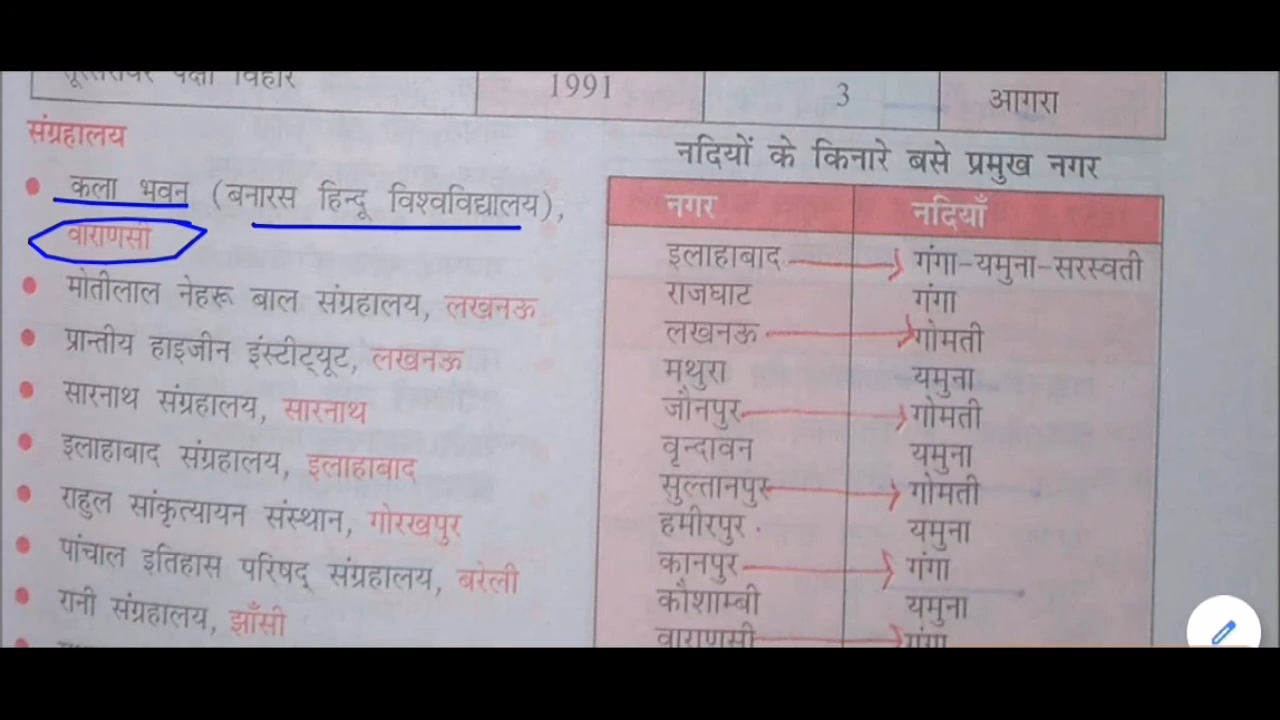 पक्षी विहार 1991 3 आगरा
संग्रहालय
• कला भवन (बनारस हिन्दू विश्वविद्यालय),
वाराणसी
• मोतीलाल नेहरू बाल संग्रहालय, लखनऊ
• प्रान्तीय हाइजीन इंस्टीट्यूट, लखनऊ
• सारनाथ संग्रहालय, सारनाथ
• इलाहाबाद संग्रहालय, इलाहाबाद
• राहुल सांकृत्यायन संस्थान, गोरखपुर
• पांचाल इतिहास परिषद् संग्रहालय, बरेली
• रानी संग्रहालय, झाँसी
नदियों के किनारे बसे प्रमुख नगर
नगर नदियाँ
इलाहाबाद गंगा-यमुना-सरस्वती
राजघाट गंगा
लखनऊ गोमती
मथुरा यमुना
जौनपुर गोमती
वृन्दावन यमुना
सुल्तानपुर गोमती
हमीरपुर यमुना
कानपुर गंगा
कौशाम्बी यमुना
वाराणसी गंगा